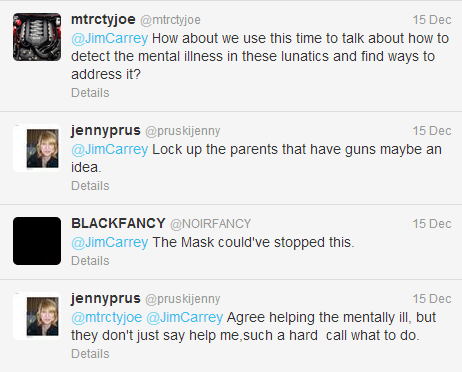 mtrctyjoe @mtrctyjoe 15 Dec
@JimCarrey How about we use this time to talk about how to
detect the mental illness in these lunatics and find ways to
address it?
Details
jennyprus @pruskijenny 15 Dec
@JimCarrey Lock up the parents that have guns maybe an
idea.
Details
BLACKFANCY @NOIRFANCY 15 Dec
@JimCarrey The Mask could've stopped this.
Details
jennyprus @pruskijenny 15 Dec
@mtrctyjoe @JimCarrey Agree helping the mentally ill, but
they don't just say help me,such a hard  call what to do.
Details